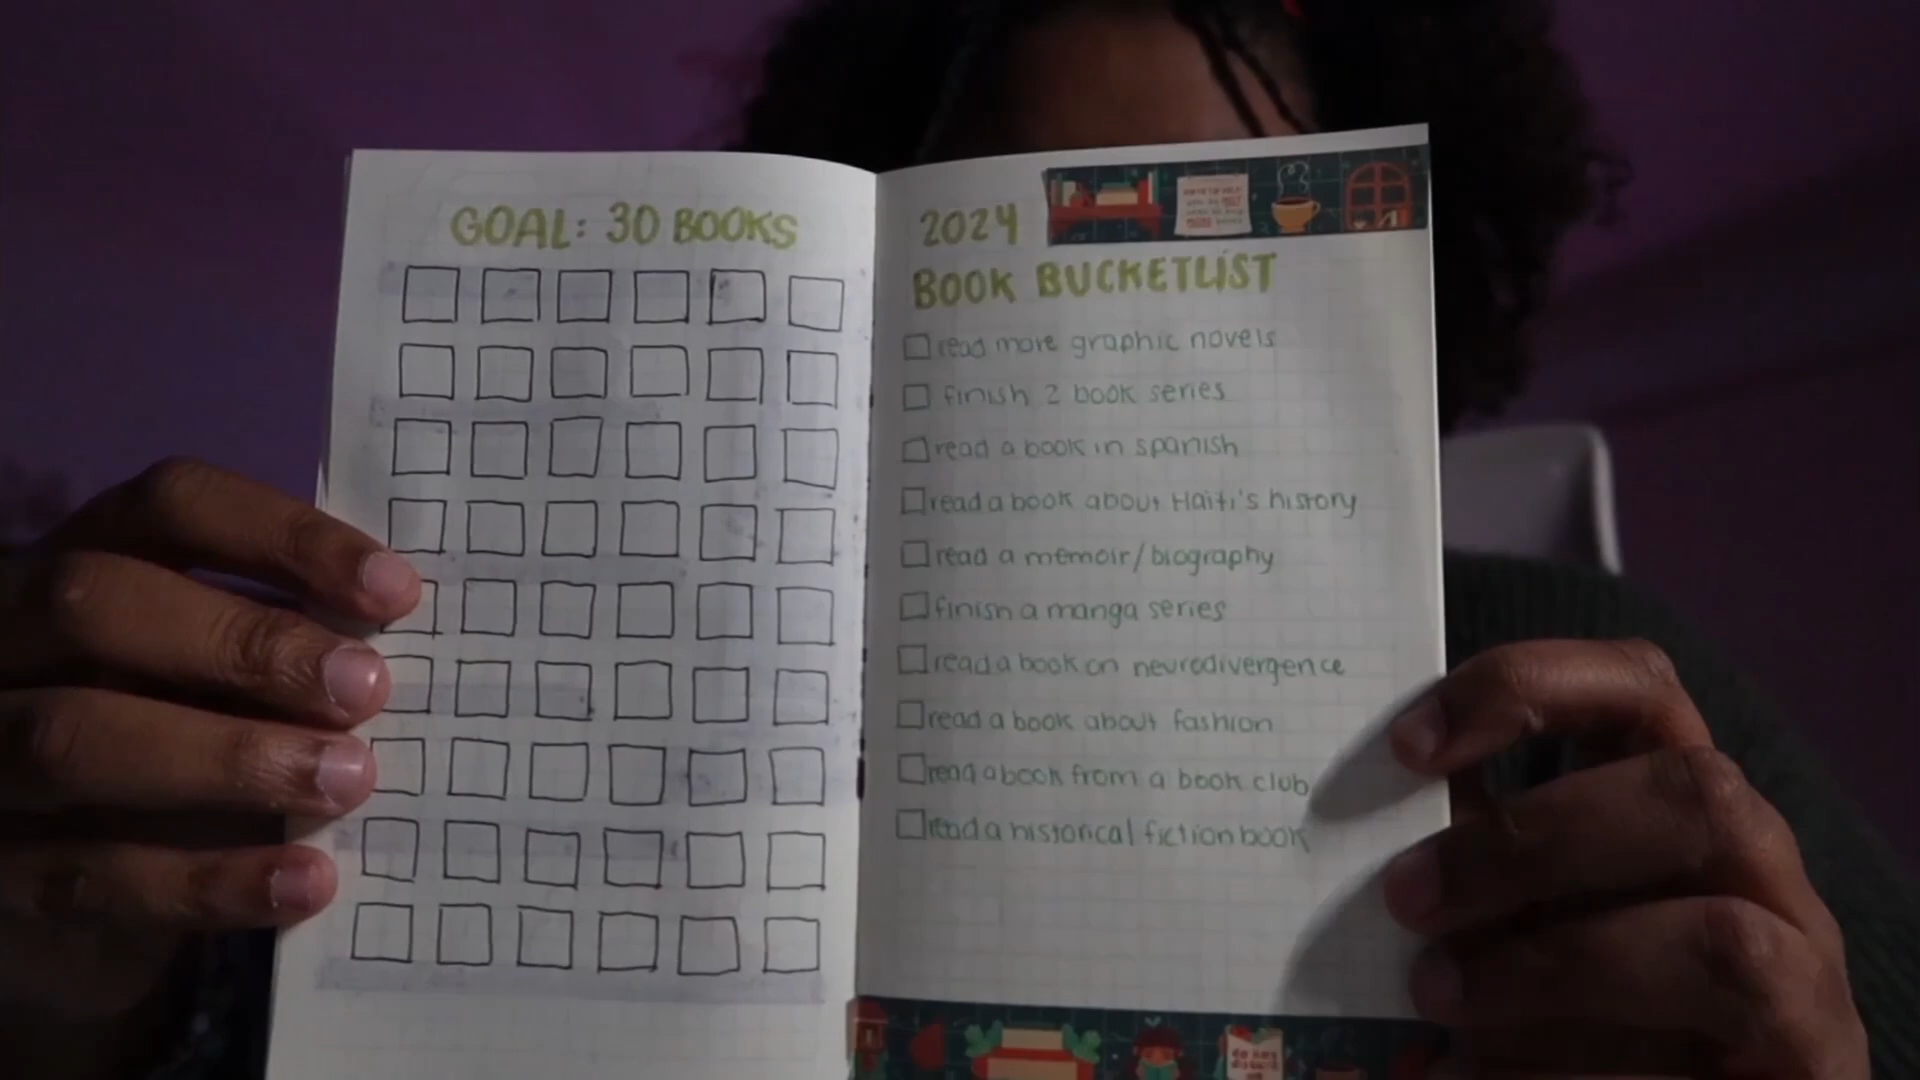 GOAL: 30 BOOKS
2024
BOOK BUCKETLIST
read more graphic novels
finish 2 book series
read a book in spanish
read a book about Haiti's history
read a memoir/biography
finish a manga series
read a book on neurodivergence
read a book about fashion
read a book from a book club
read a historical fiction book